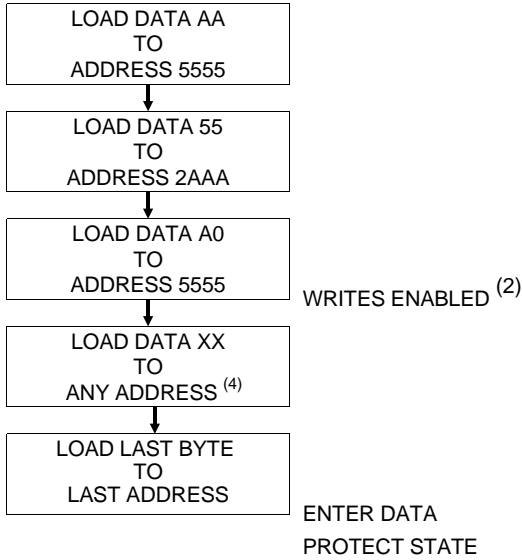 LOAD DATA AA
TO
ADDRESS 5555
LOAD DATA 55
TO
ADDRESS 2AAA
LOAD DATA A0
TO
ADDRESS 5555
WRITES ENABLED (2)
LOAD DATA XX
TO
ANY ADDRESS (4)
LOAD LAST BYTE
TO
LAST ADDRESS
ENTER DATA
PROTECT STATE